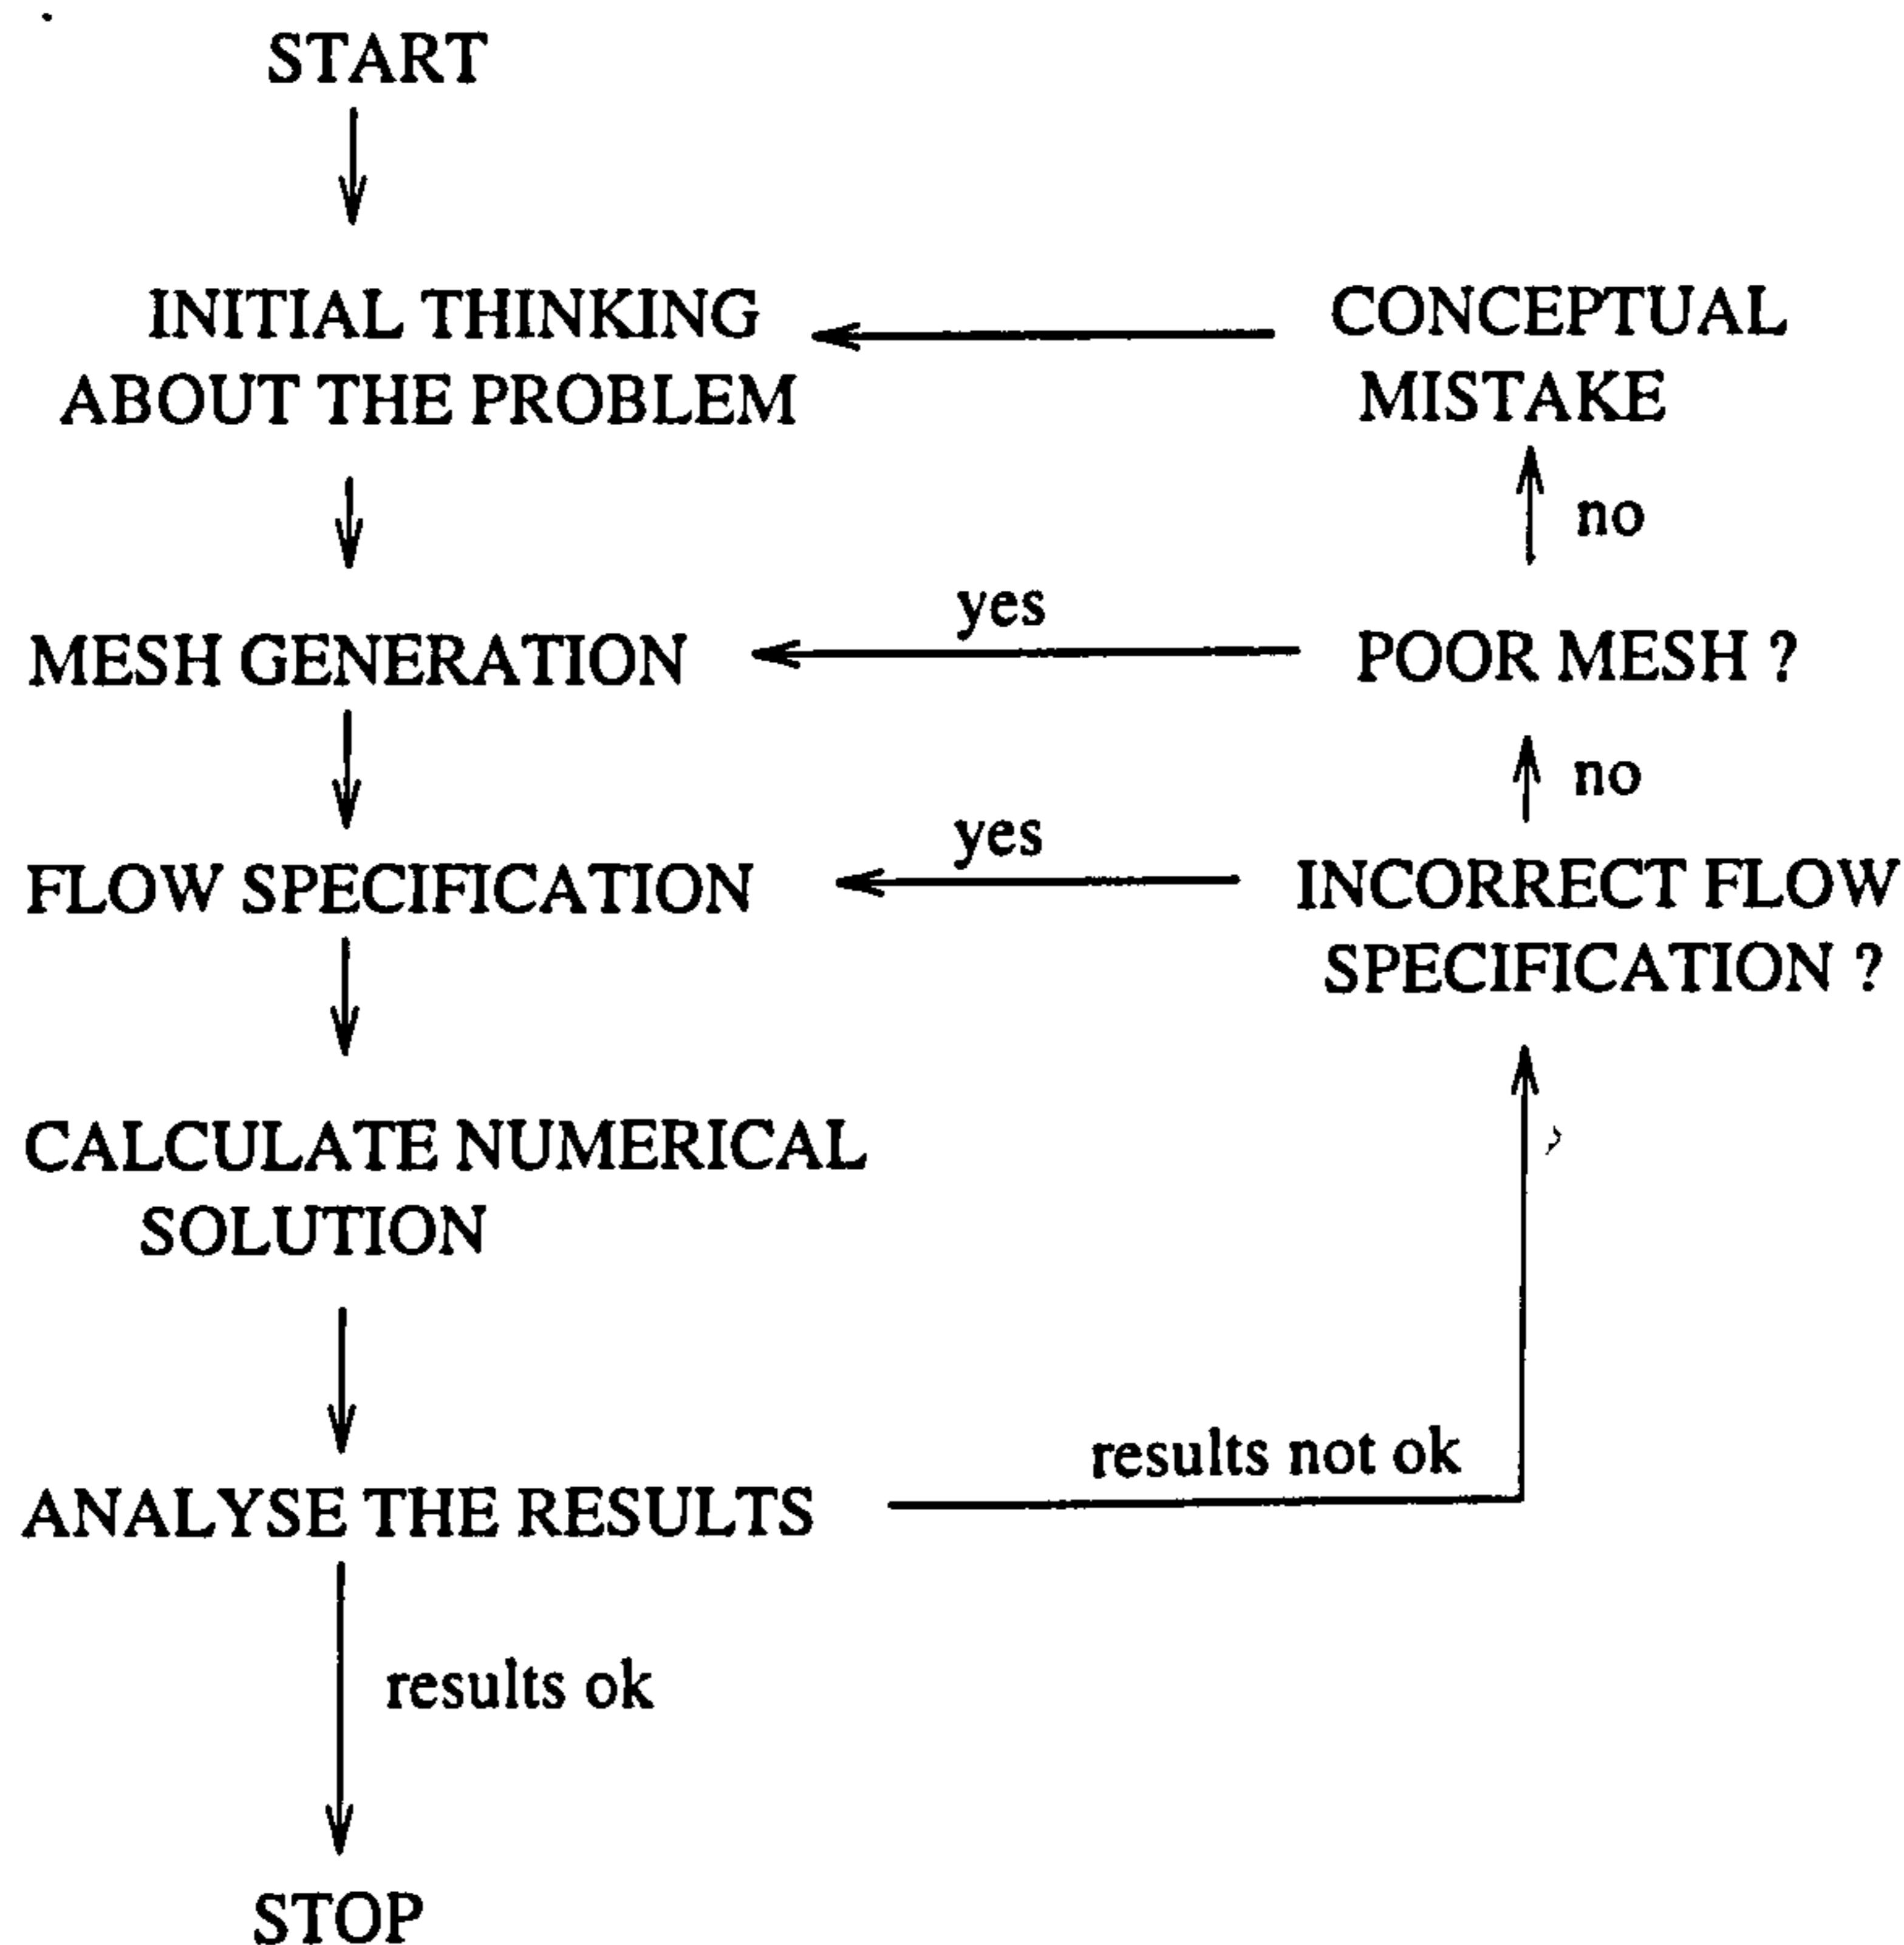 START
INITIAL THINKING
ABOUT THE PROBLEM
CONCEPTUAL
MISTAKE
no
yes
MESH GENERATION
POOR MESH ?
no
yes
FLOW SPECIFICATION
INCORRECT FLOW
SPECIFICATION ?
CALCULATE NUMERICAL
SOLUTION
results not ok
ANALYSE THE RESULTS
results ok
STOP